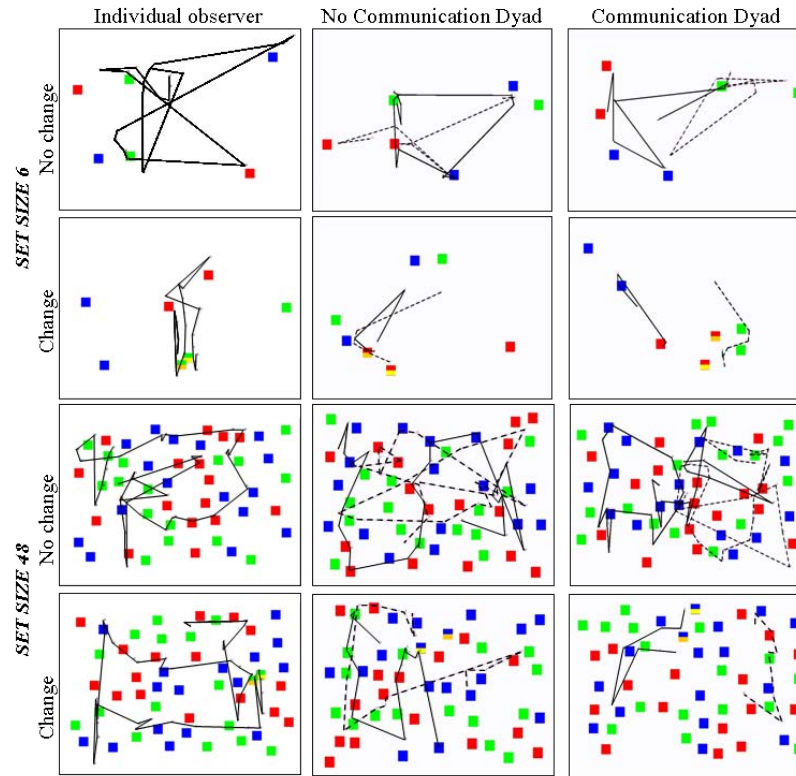 Individual observer
No Communication Dyad
Communication Dyad
SET SIZE 6
No change
Change
SET SIZE 48
No change
Change